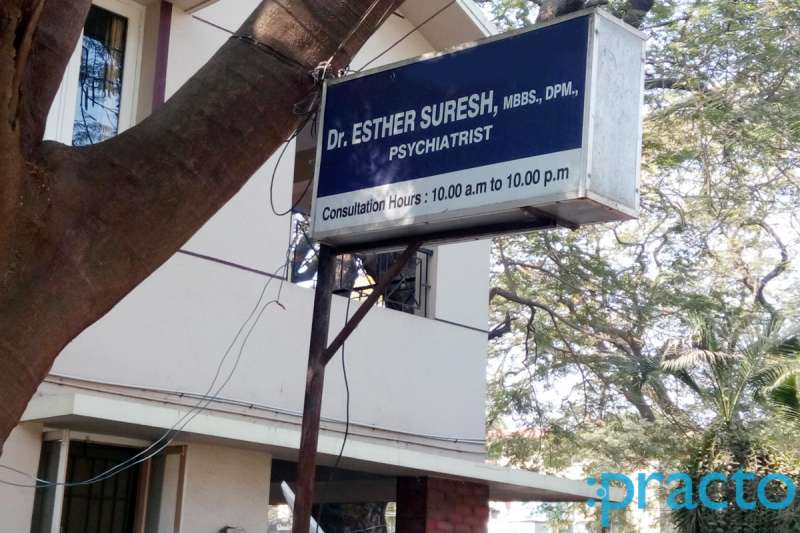 Dr. ESTHER SURESH, MBBS., DPM.,
PSYCHIATRIST
Consultation Hours : 10.00 a.m to 10.00 p.m
:practo